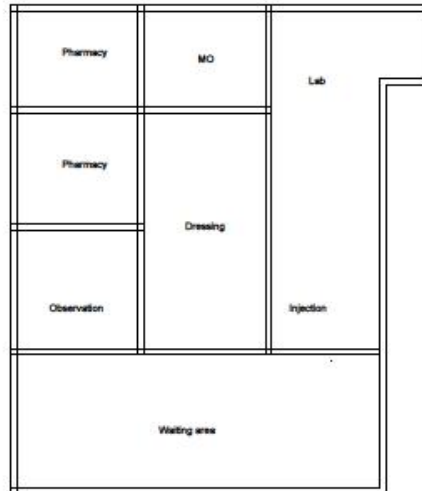 Pharmacy
MO
Lab
Pharmacy
Dressing
Observation
Injection
Waiting area